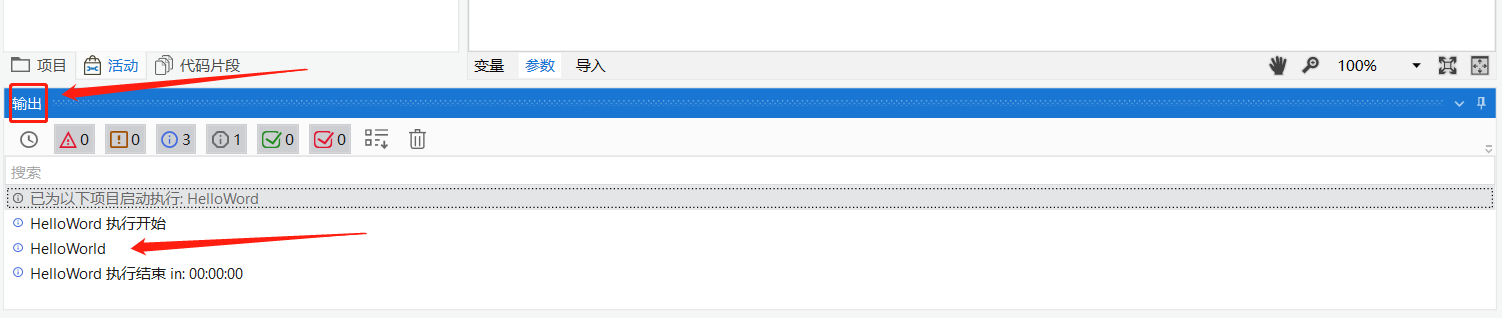 项目 活动 代码片段 变量 参数 导入 100%
输出
0 0 3 1 0 0
搜索
已为以下项目启动执行: HelloWord
HelloWord 执行开始
HelloWorld
HelloWord 执行结束 in: 00:00:00